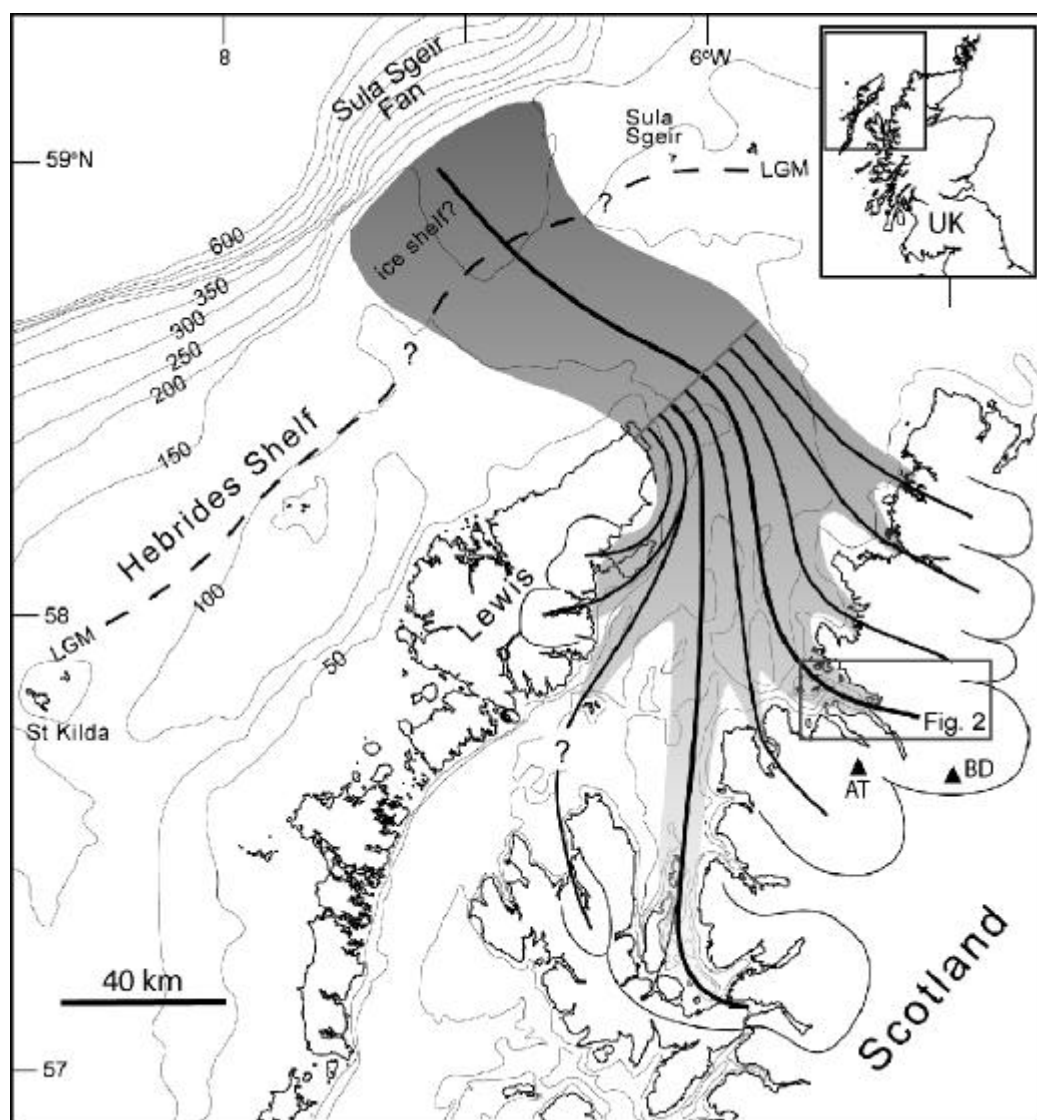 8
6°W
Sula Sgeir
Fan
Sula
Sgeir
59°N
LGM
?
UK
ice shelf?
600
350
300
250
200
150
?
Hebrides Shelf
100
50
LGM
58
Lewis
St Kilda
Fig. 2
AT
BD
?
40 km
Scotland
57